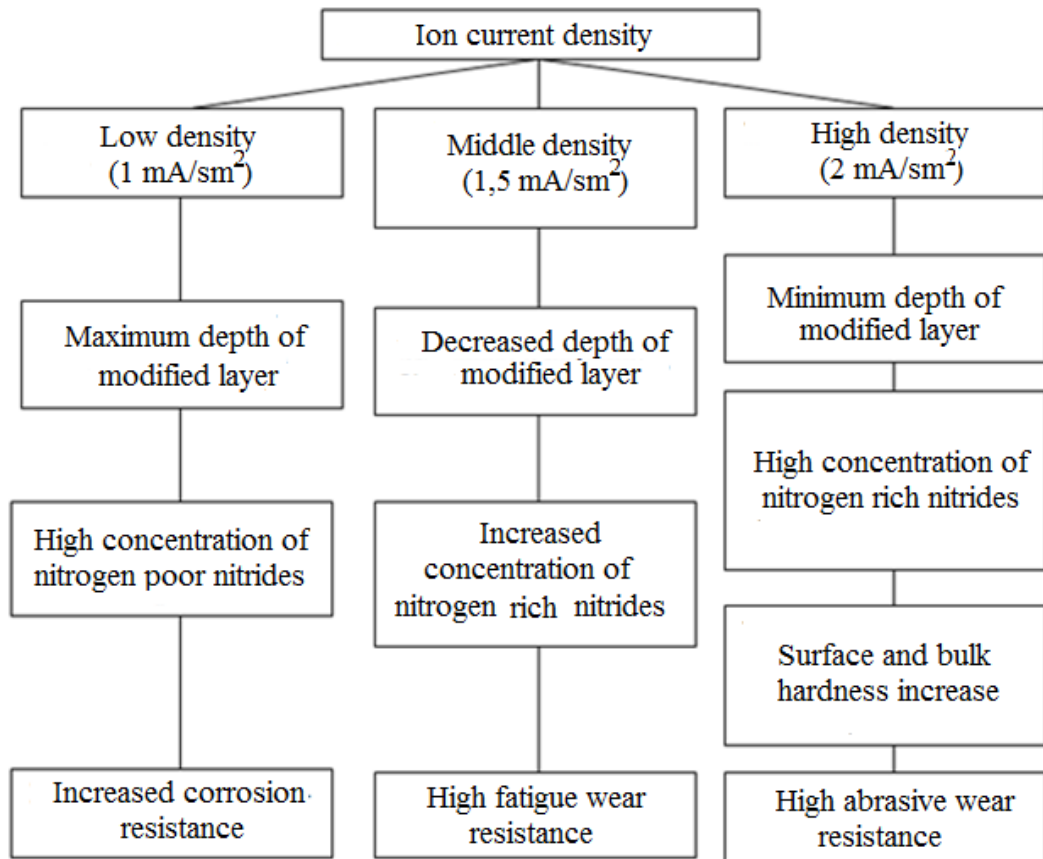 Ion current density
Low density
(1 mA/sm²)
Middle density
(1,5 mA/sm²)
High density
(2 mA/sm²)
Maximum depth of
modified layer
Decreased depth of
modified layer
Minimum depth of
modified layer
High concentration of
nitrogen poor nitrides
Increased
concentration of
nitrogen rich nitrides
High concentration of
nitrogen rich nitrides
Surface and bulk
hardness increase
Increased corrosion
resistance
High fatigue wear
resistance
High abrasive wear
resistance